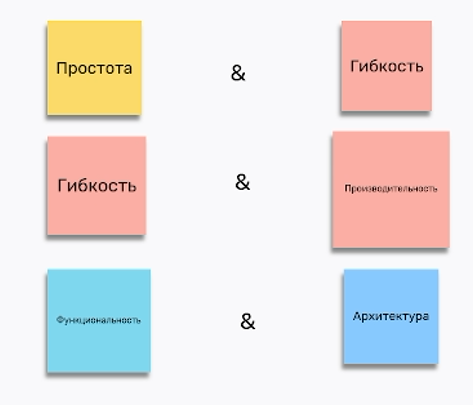 Простота & Гибкость
Гибкость & Производительность
Функциональность & Архитектура